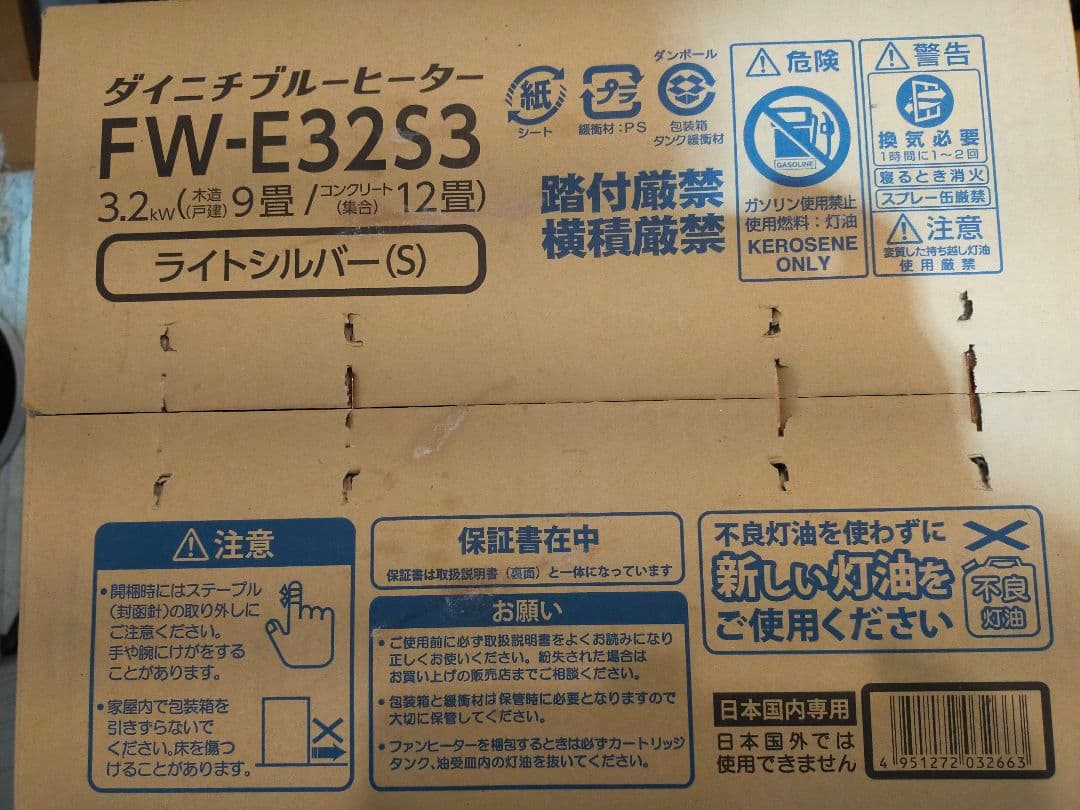 ダイニチブルーヒーター
FW-E32S3
3.2kW(木造(戸建)9畳/コンクリート(集合)12畳)
ライトシルバー(S)
紙
シート
プラ
緩衝材:PS
ダンボール
包装箱
タンク緩衝材
踏付厳禁
横積厳禁
危険
GASOLINE
ガソリン使用禁止
使用燃料:灯油
KEROSENE
ONLY
警告
換気必要
1時間に1~2回
寝るとき消火
スプレー缶厳禁
注意
変質した持ち越し灯油
使用厳禁
注意
・開梱時にはステープル
(封函針)の取り外しに
ご注意ください。
手や腕にけがをする
ことがあります。
・家屋内で包装箱を
引きずらないで
ください。床を傷つ
けることがあります。
保証書在中
保証書は取扱説明書(裏面)と一体になっています
お願い
・ご使用前に必ず取扱説明書をよくお読みになり
正しくお使いください。紛失された場合は
お買い上げの販売店までご相談ください。
・包装箱と緩衝材は保管時に必要となりますので
大切に保管してください。
・ファンヒーターを梱包するときは必ずカートリッジ
タンク、油受皿内の灯油を抜いてください。
不良灯油を使わずに
新しい灯油を
ご使用ください
不良
灯油
日本国内専用
日本国外では
使用できません
4 951272 032663